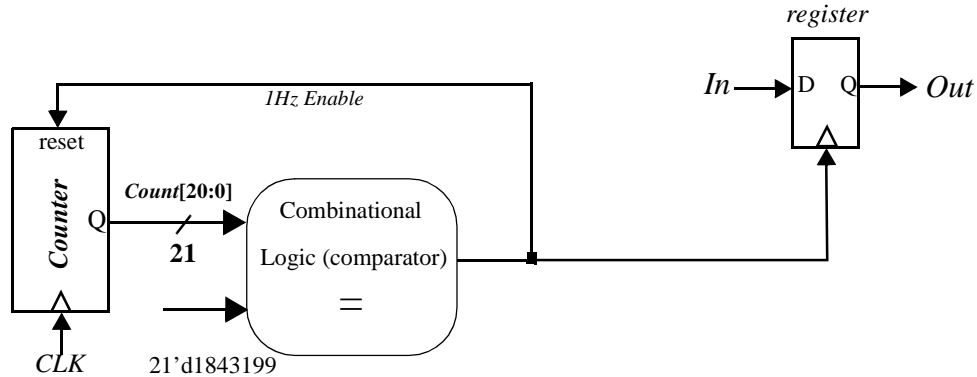 register
In
D
Q
Out
1Hz Enable
reset
Counter
Q
Count[20:0]
21
Combinational
Logic (comparator)
=
CLK
21’d1843199